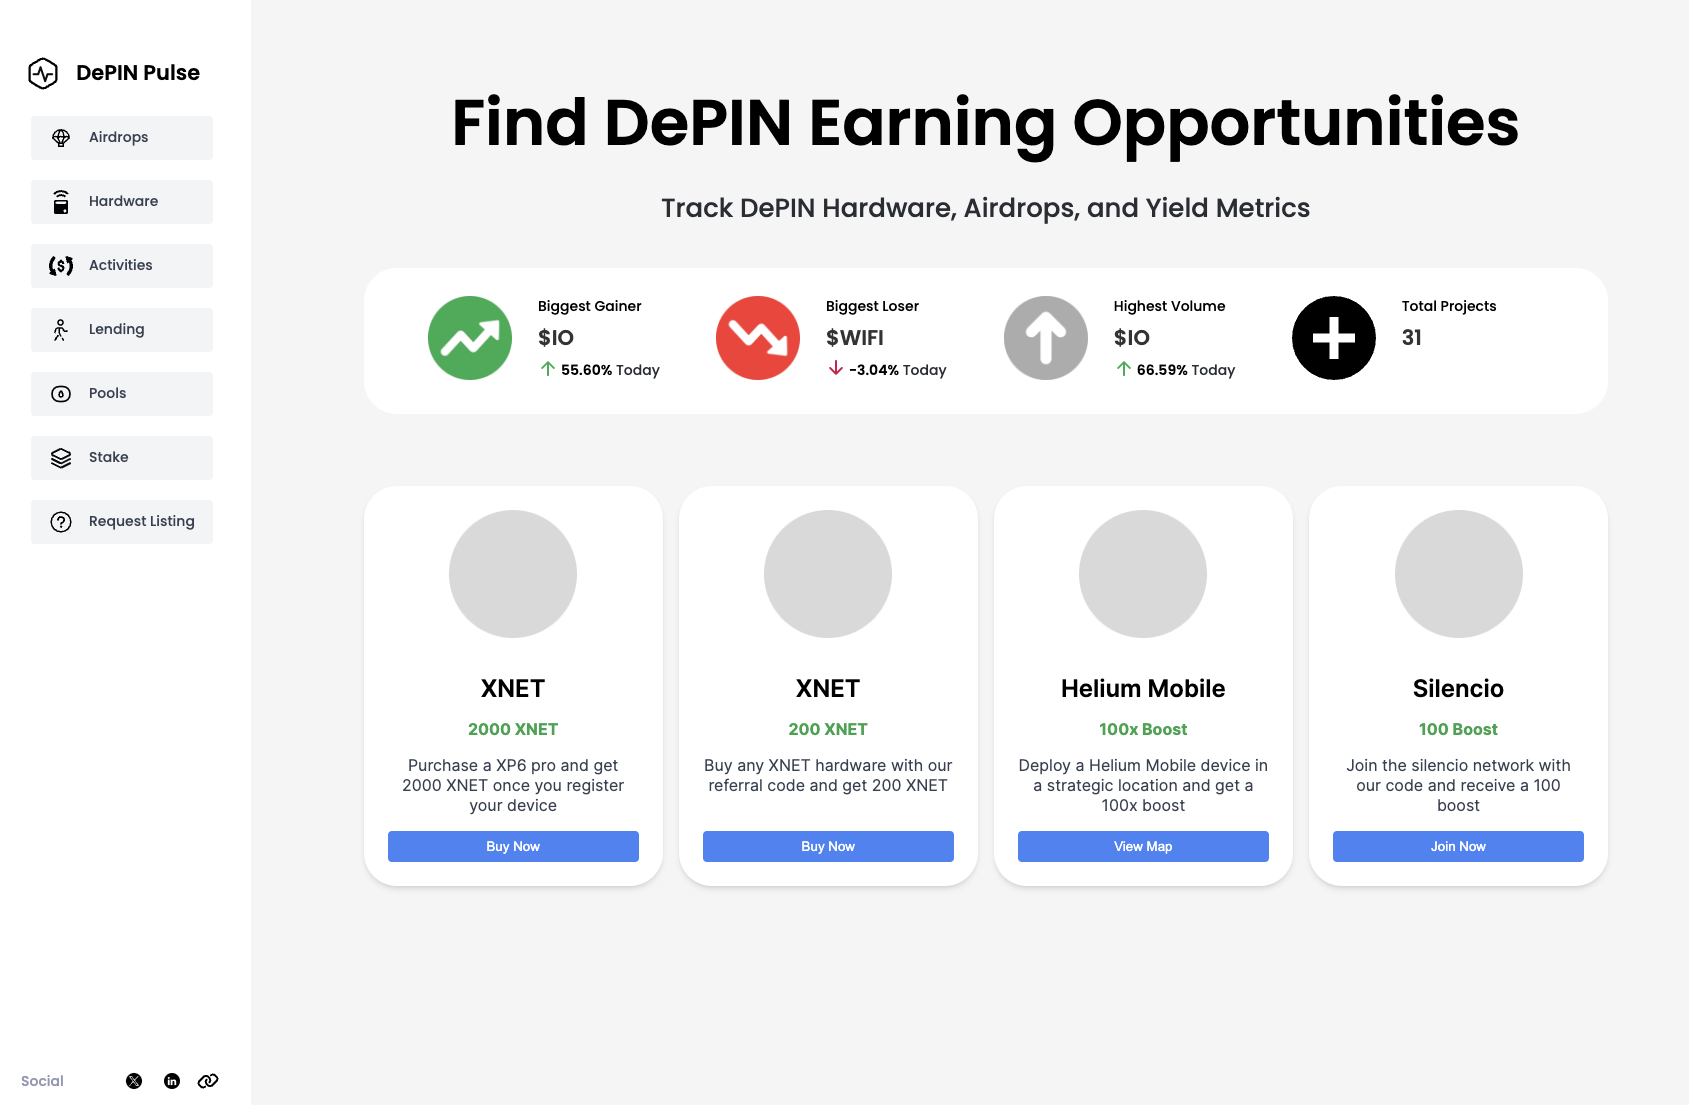 DePIN Pulse
Airdrops
Hardware
Activities
Lending
Pools
Stake
Request Listing
Social
Find DePIN Earning Opportunities
Track DePIN Hardware, Airdrops, and Yield Metrics
Biggest Gainer
$IO
55.60% Today
Biggest Loser
$WIFI
-3.04% Today
Highest Volume
$IO
66.59% Today
Total Projects
31
XNET
2000 XNET
Purchase a XP6 pro and get
2000 XNET once you register
your device
Buy Now
XNET
200 XNET
Buy any XNET hardware with our
referral code and get 200 XNET
Buy Now
Helium Mobile
100x Boost
Deploy a Helium Mobile device in
a strategic location and get a
100x boost
View Map
Silencio
100 Boost
Join the silencio network with
our code and receive a 100
boost
Join Now